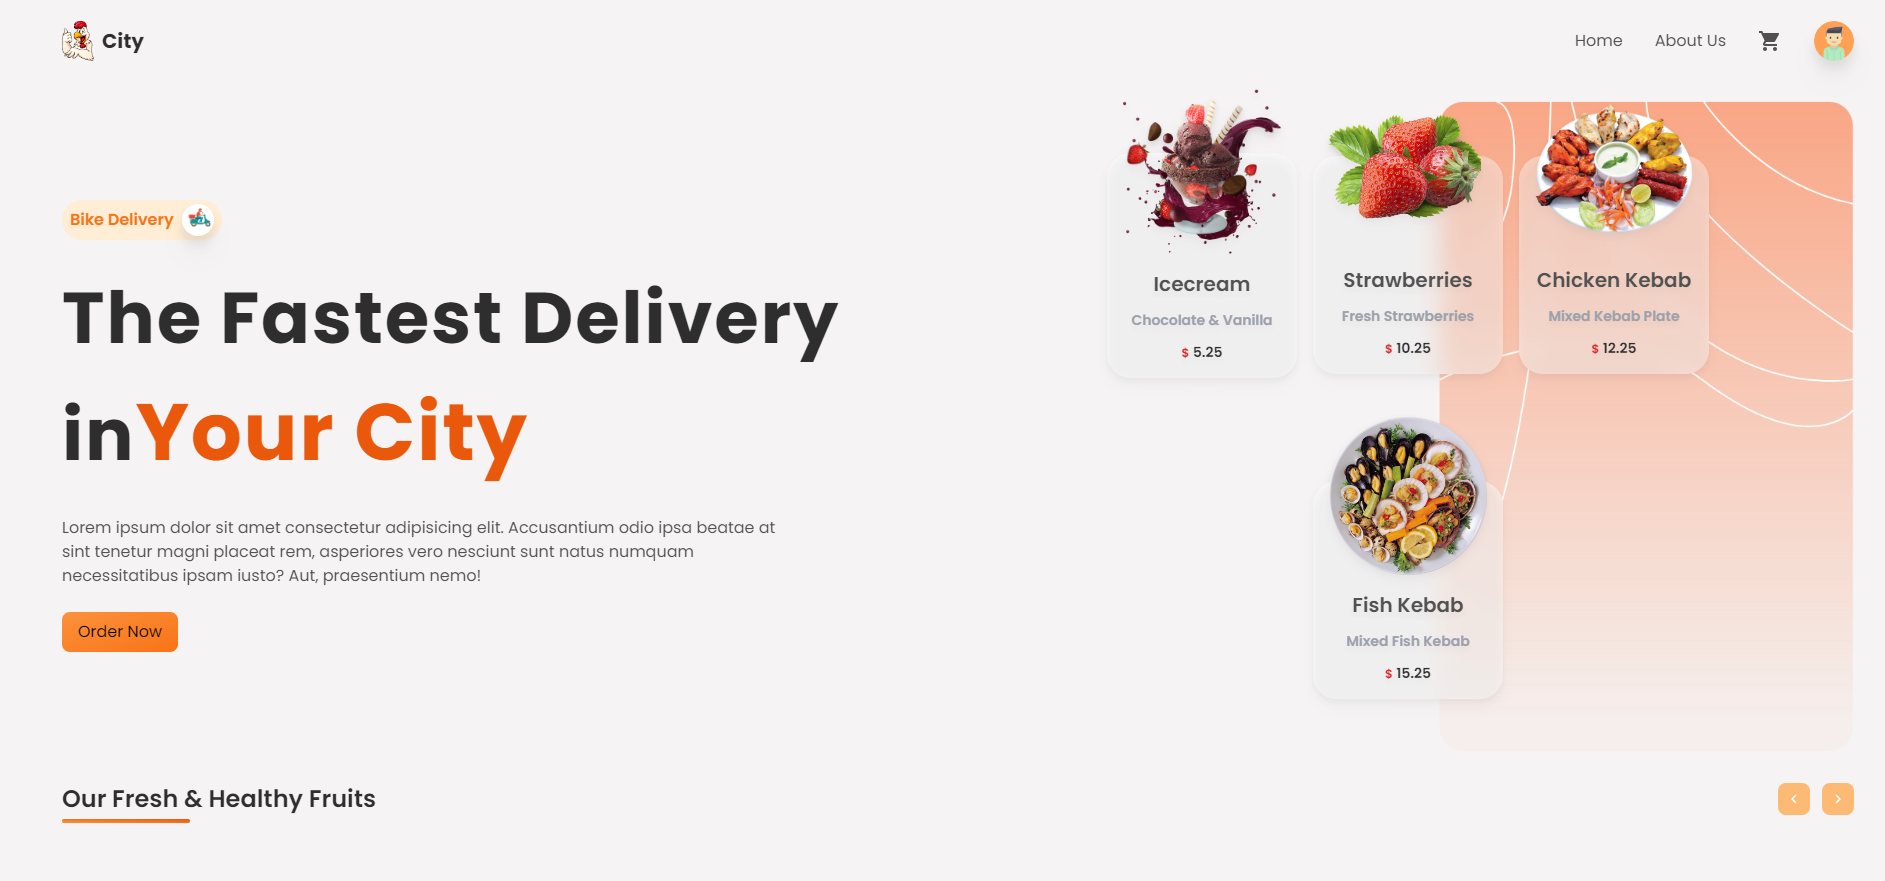 City
Home
About Us
Bike Delivery
The Fastest Delivery
inYour City
Lorem ipsum dolor sit amet consectetur adipisicing elit. Accusantium odio ipsa beatae at
sint tenetur magni placeat rem, asperiores vero nesciunt sunt natus numquam
necessitatibus ipsam iusto? Aut, praesentium nemo!
Order Now
Icecream
Chocolate & Vanilla
$ 5.25
Strawberries
Fresh Strawberries
$ 10.25
Chicken Kebab
Mixed Kebab Plate
$ 12.25
Fish Kebab
Mixed Fish Kebab
$ 15.25
Our Fresh & Healthy Fruits